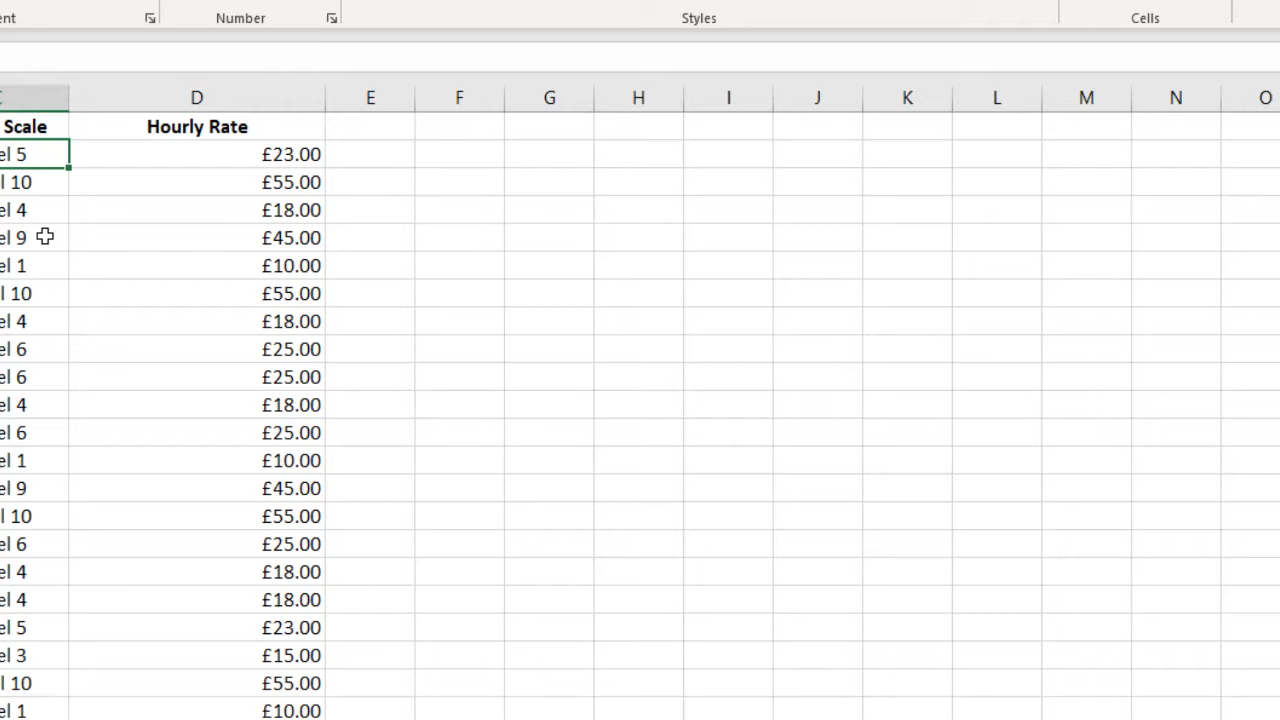 nt Number Styles Cells
C D E F G H I J K L M N O
Scale Hourly Rate
el 5 £23.00
l 10 £55.00
el 4 £18.00
el 9 £45.00
el 1 £10.00
l 10 £55.00
el 4 £18.00
el 6 £25.00
el 6 £25.00
el 4 £18.00
el 6 £25.00
el 1 £10.00
el 9 £45.00
l 10 £55.00
el 6 £25.00
el 4 £18.00
el 4 £18.00
el 5 £23.00
el 3 £15.00
l 10 £55.00
el 1 £10.00